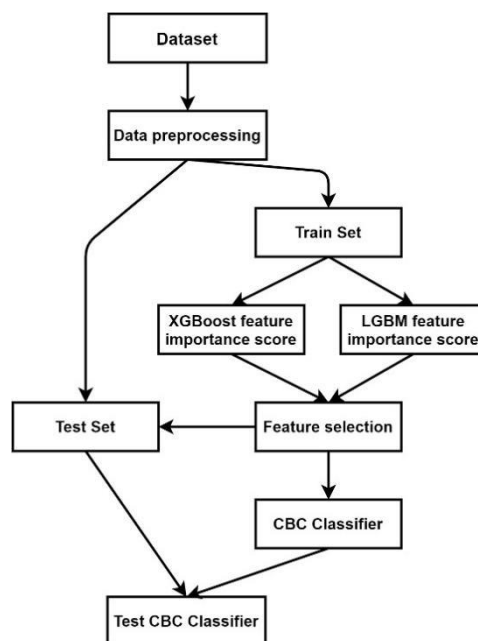 Dataset
Data preprocessing
Train Set
XGBoost feature
importance score
LGBM feature
importance score
Test Set
Feature selection
CBC Classifier
Test CBC Classifier